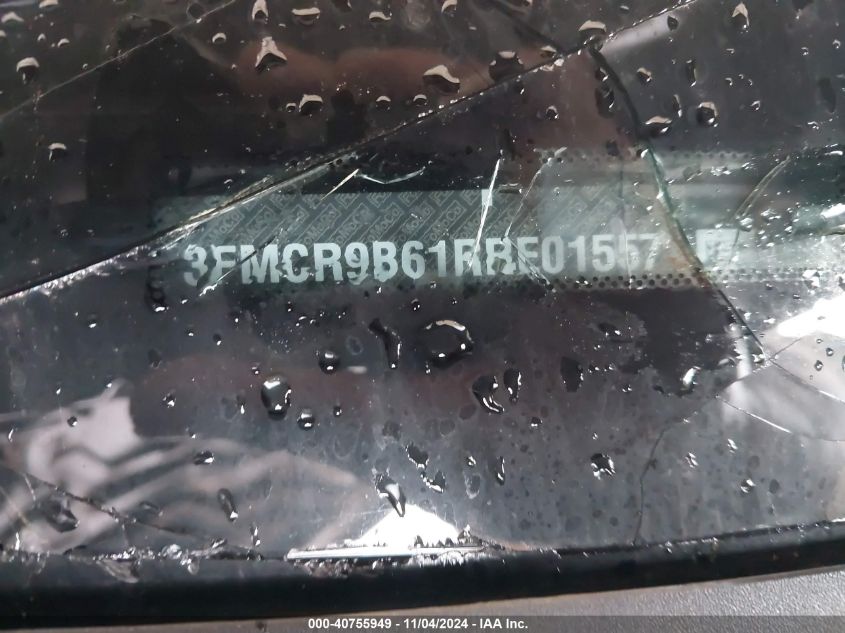 3FMCR9B61RRE01557
000-40755949 - 11/04/2024 - IAA Inc.